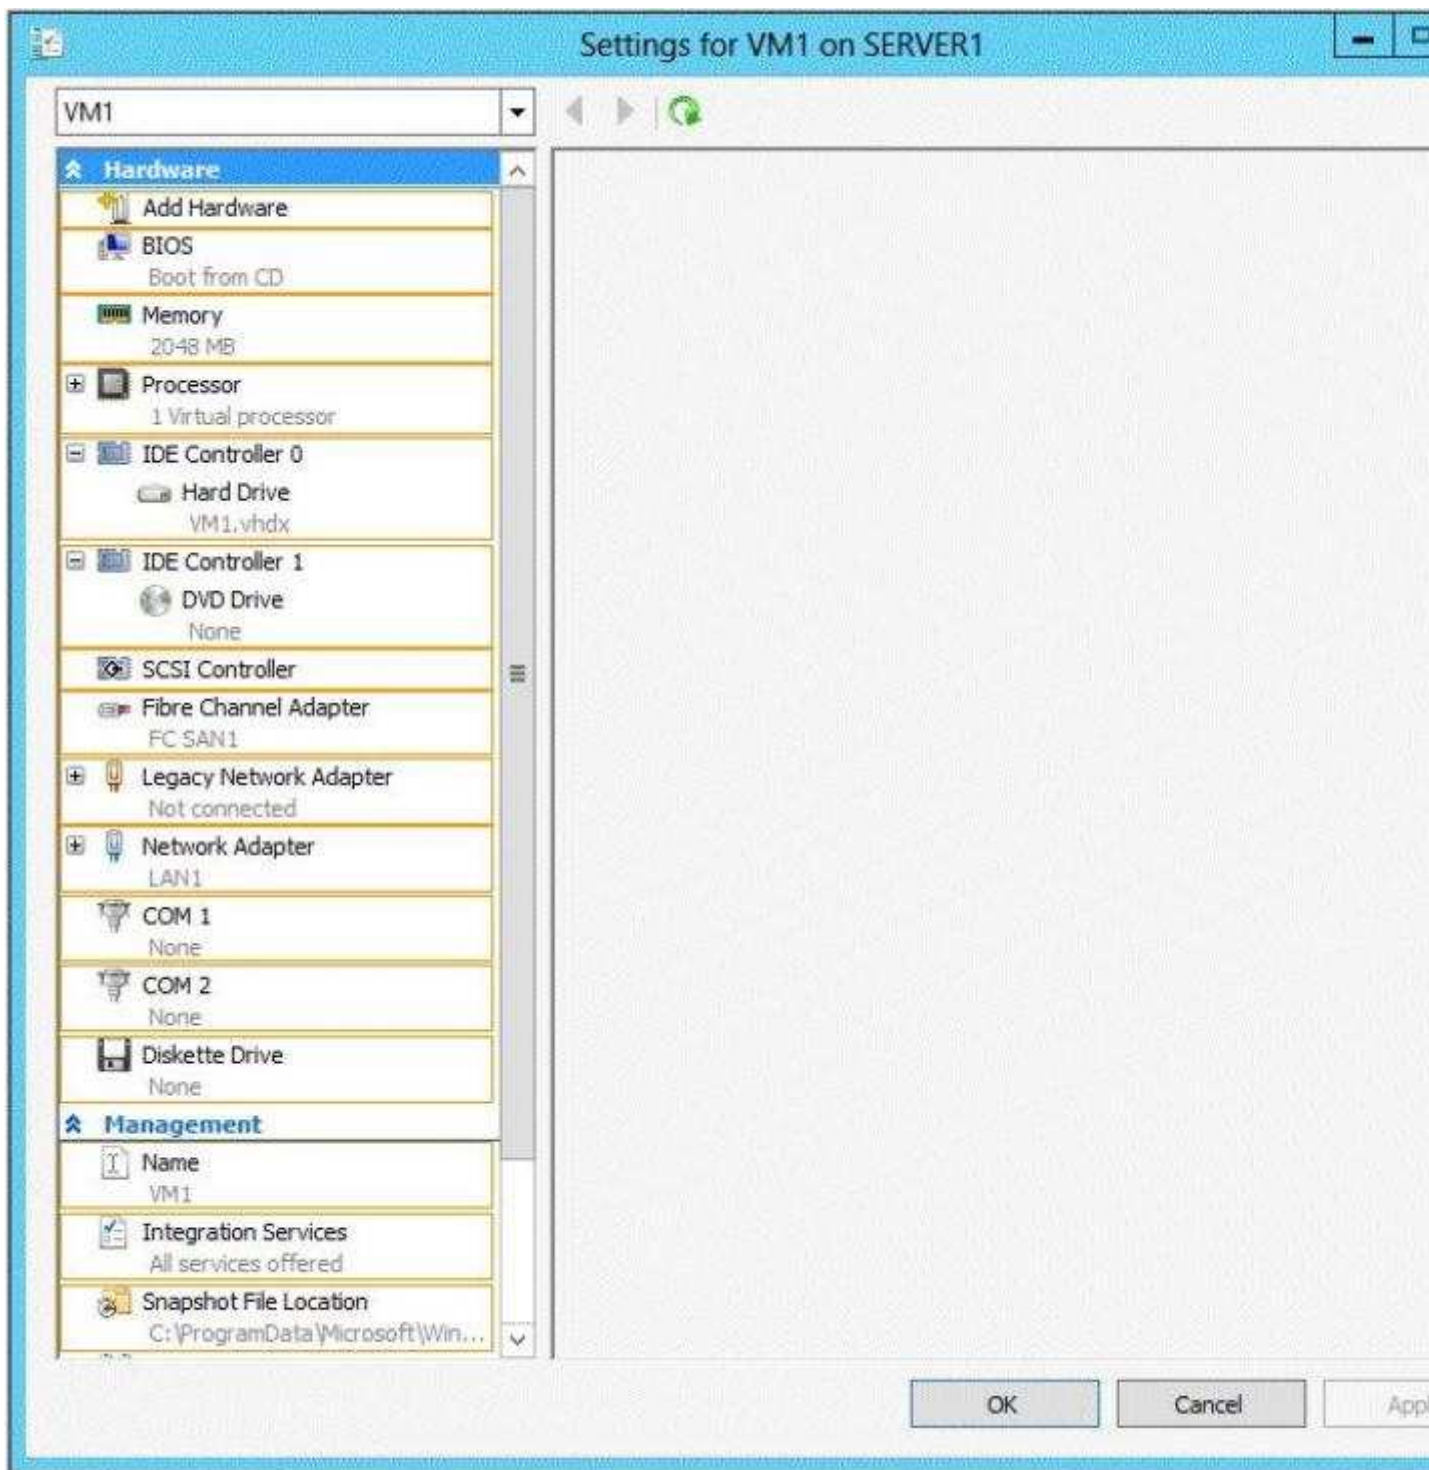 Settings for VM1 on SERVER1
VM1
Hardware
Add Hardware
BIOS
Boot from CD
Memory
2048 MB
Processor
1 Virtual processor
IDE Controller 0
Hard Drive
VM1.vhdx
IDE Controller 1
DVD Drive
None
SCSI Controller
Fibre Channel Adapter
FC SAN1
Legacy Network Adapter
Not connected
Network Adapter
LAN1
COM 1
None
COM 2
None
Diskette Drive
None
Management
Name
VM1
Integration Services
All services offered
Snapshot File Location
C:\ProgramData\Microsoft\Win...
OK
Cancel
Appl